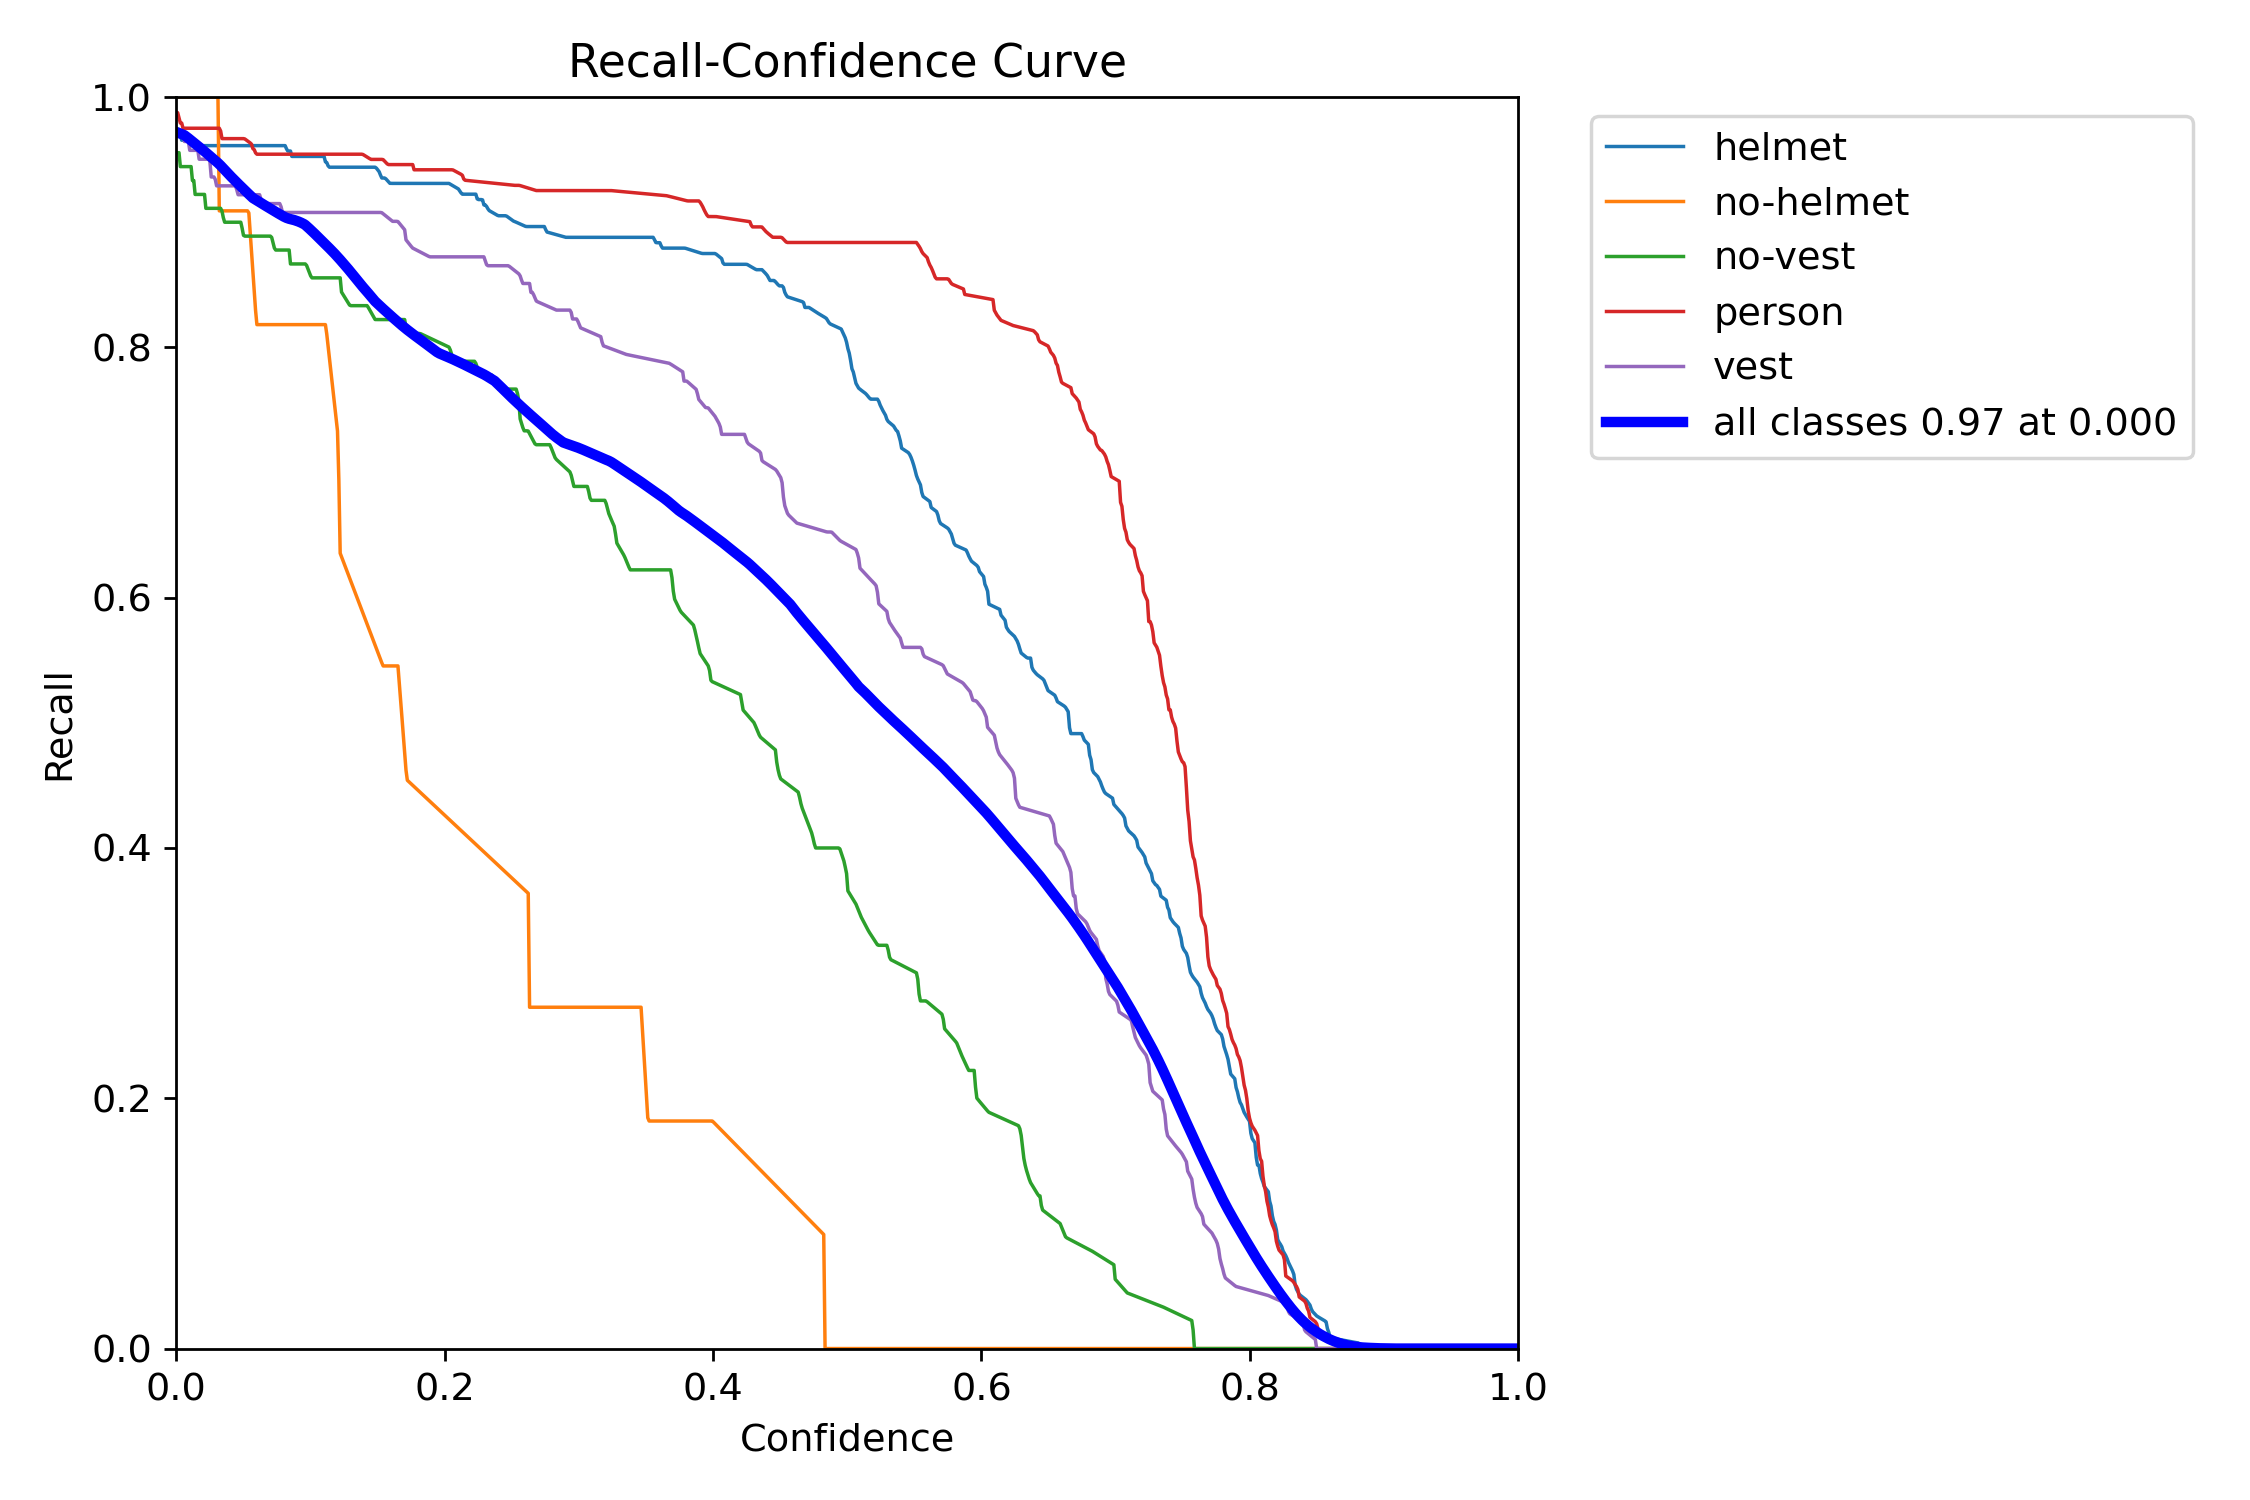 Recall-Confidence Curve
1.0
0.8
0.6
0.4
0.2
0.0
Recall
0.0 0.2 0.4 0.6 0.8 1.0
Confidence
helmet
no-helmet
no-vest
person
vest
all classes 0.97 at 0.000